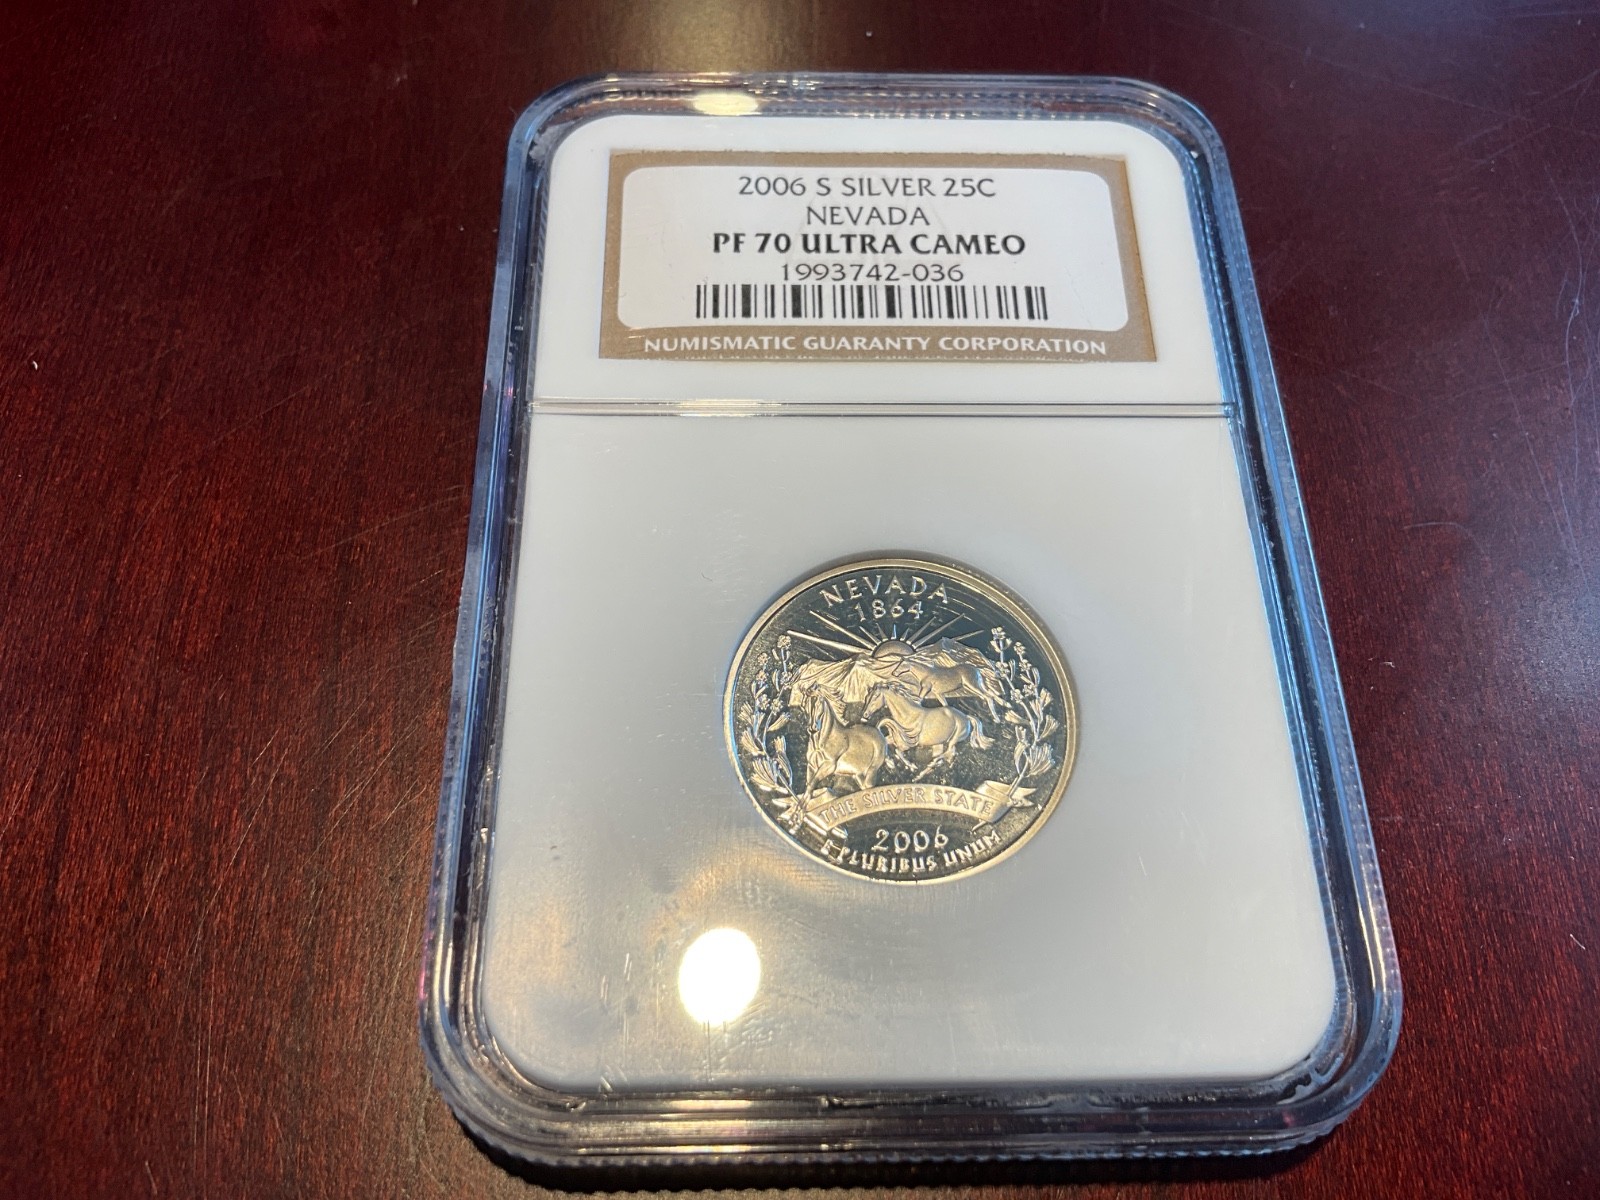 2006 S SILVER 25C
NEVADA
PF 70 ULTRA CAMEO
1993742-036
NUMISMATIC GUARANTY CORPORATION
NEVADA
1864
THE SILVER STATE
2006
E PLURIBUS UNUM